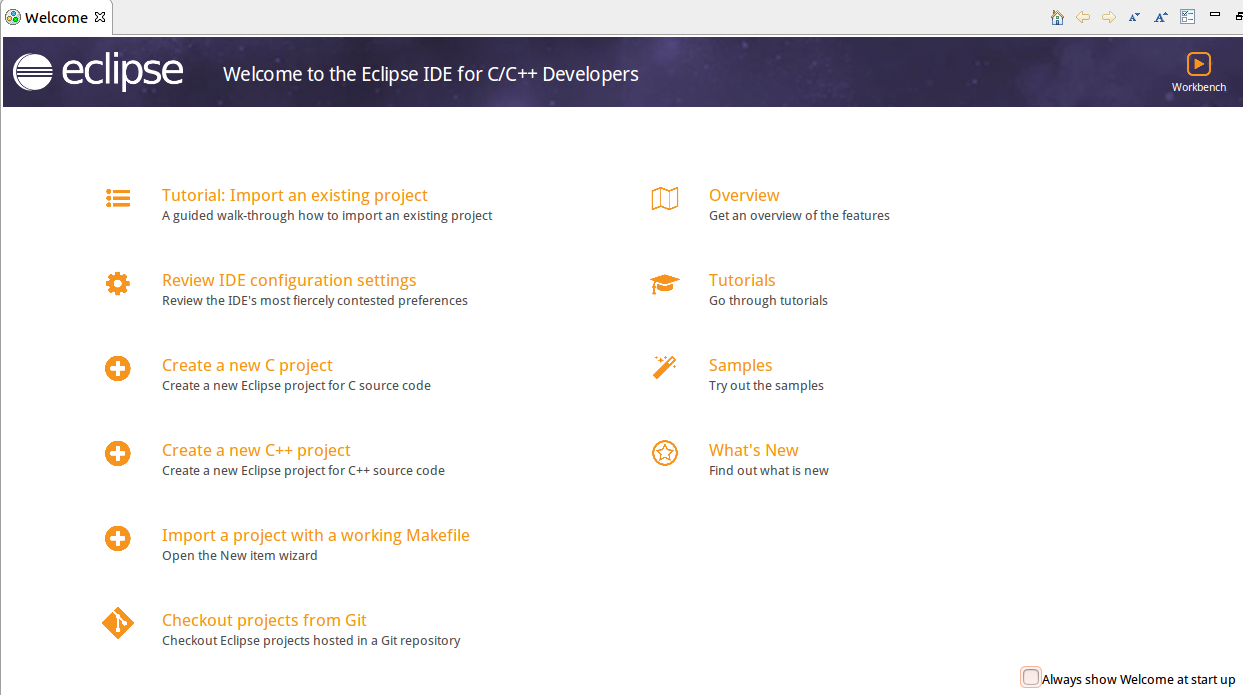 Welcome
eclipse
Welcome to the Eclipse IDE for C/C++ Developers
Workbench
Tutorial: Import an existing project
A guided walk-through how to import an existing project
Review IDE configuration settings
Review the IDE's most fiercely contested preferences
Create a new C project
Create a new Eclipse project for C source code
Create a new C++ project
Create a new Eclipse project for C++ source code
Import a project with a working Makefile
Open the New item wizard
Checkout projects from Git
Checkout Eclipse projects hosted in a Git repository
Overview
Get an overview of the features
Tutorials
Go through tutorials
Samples
Try out the samples
What's New
Find out what is new
Always show Welcome at start up